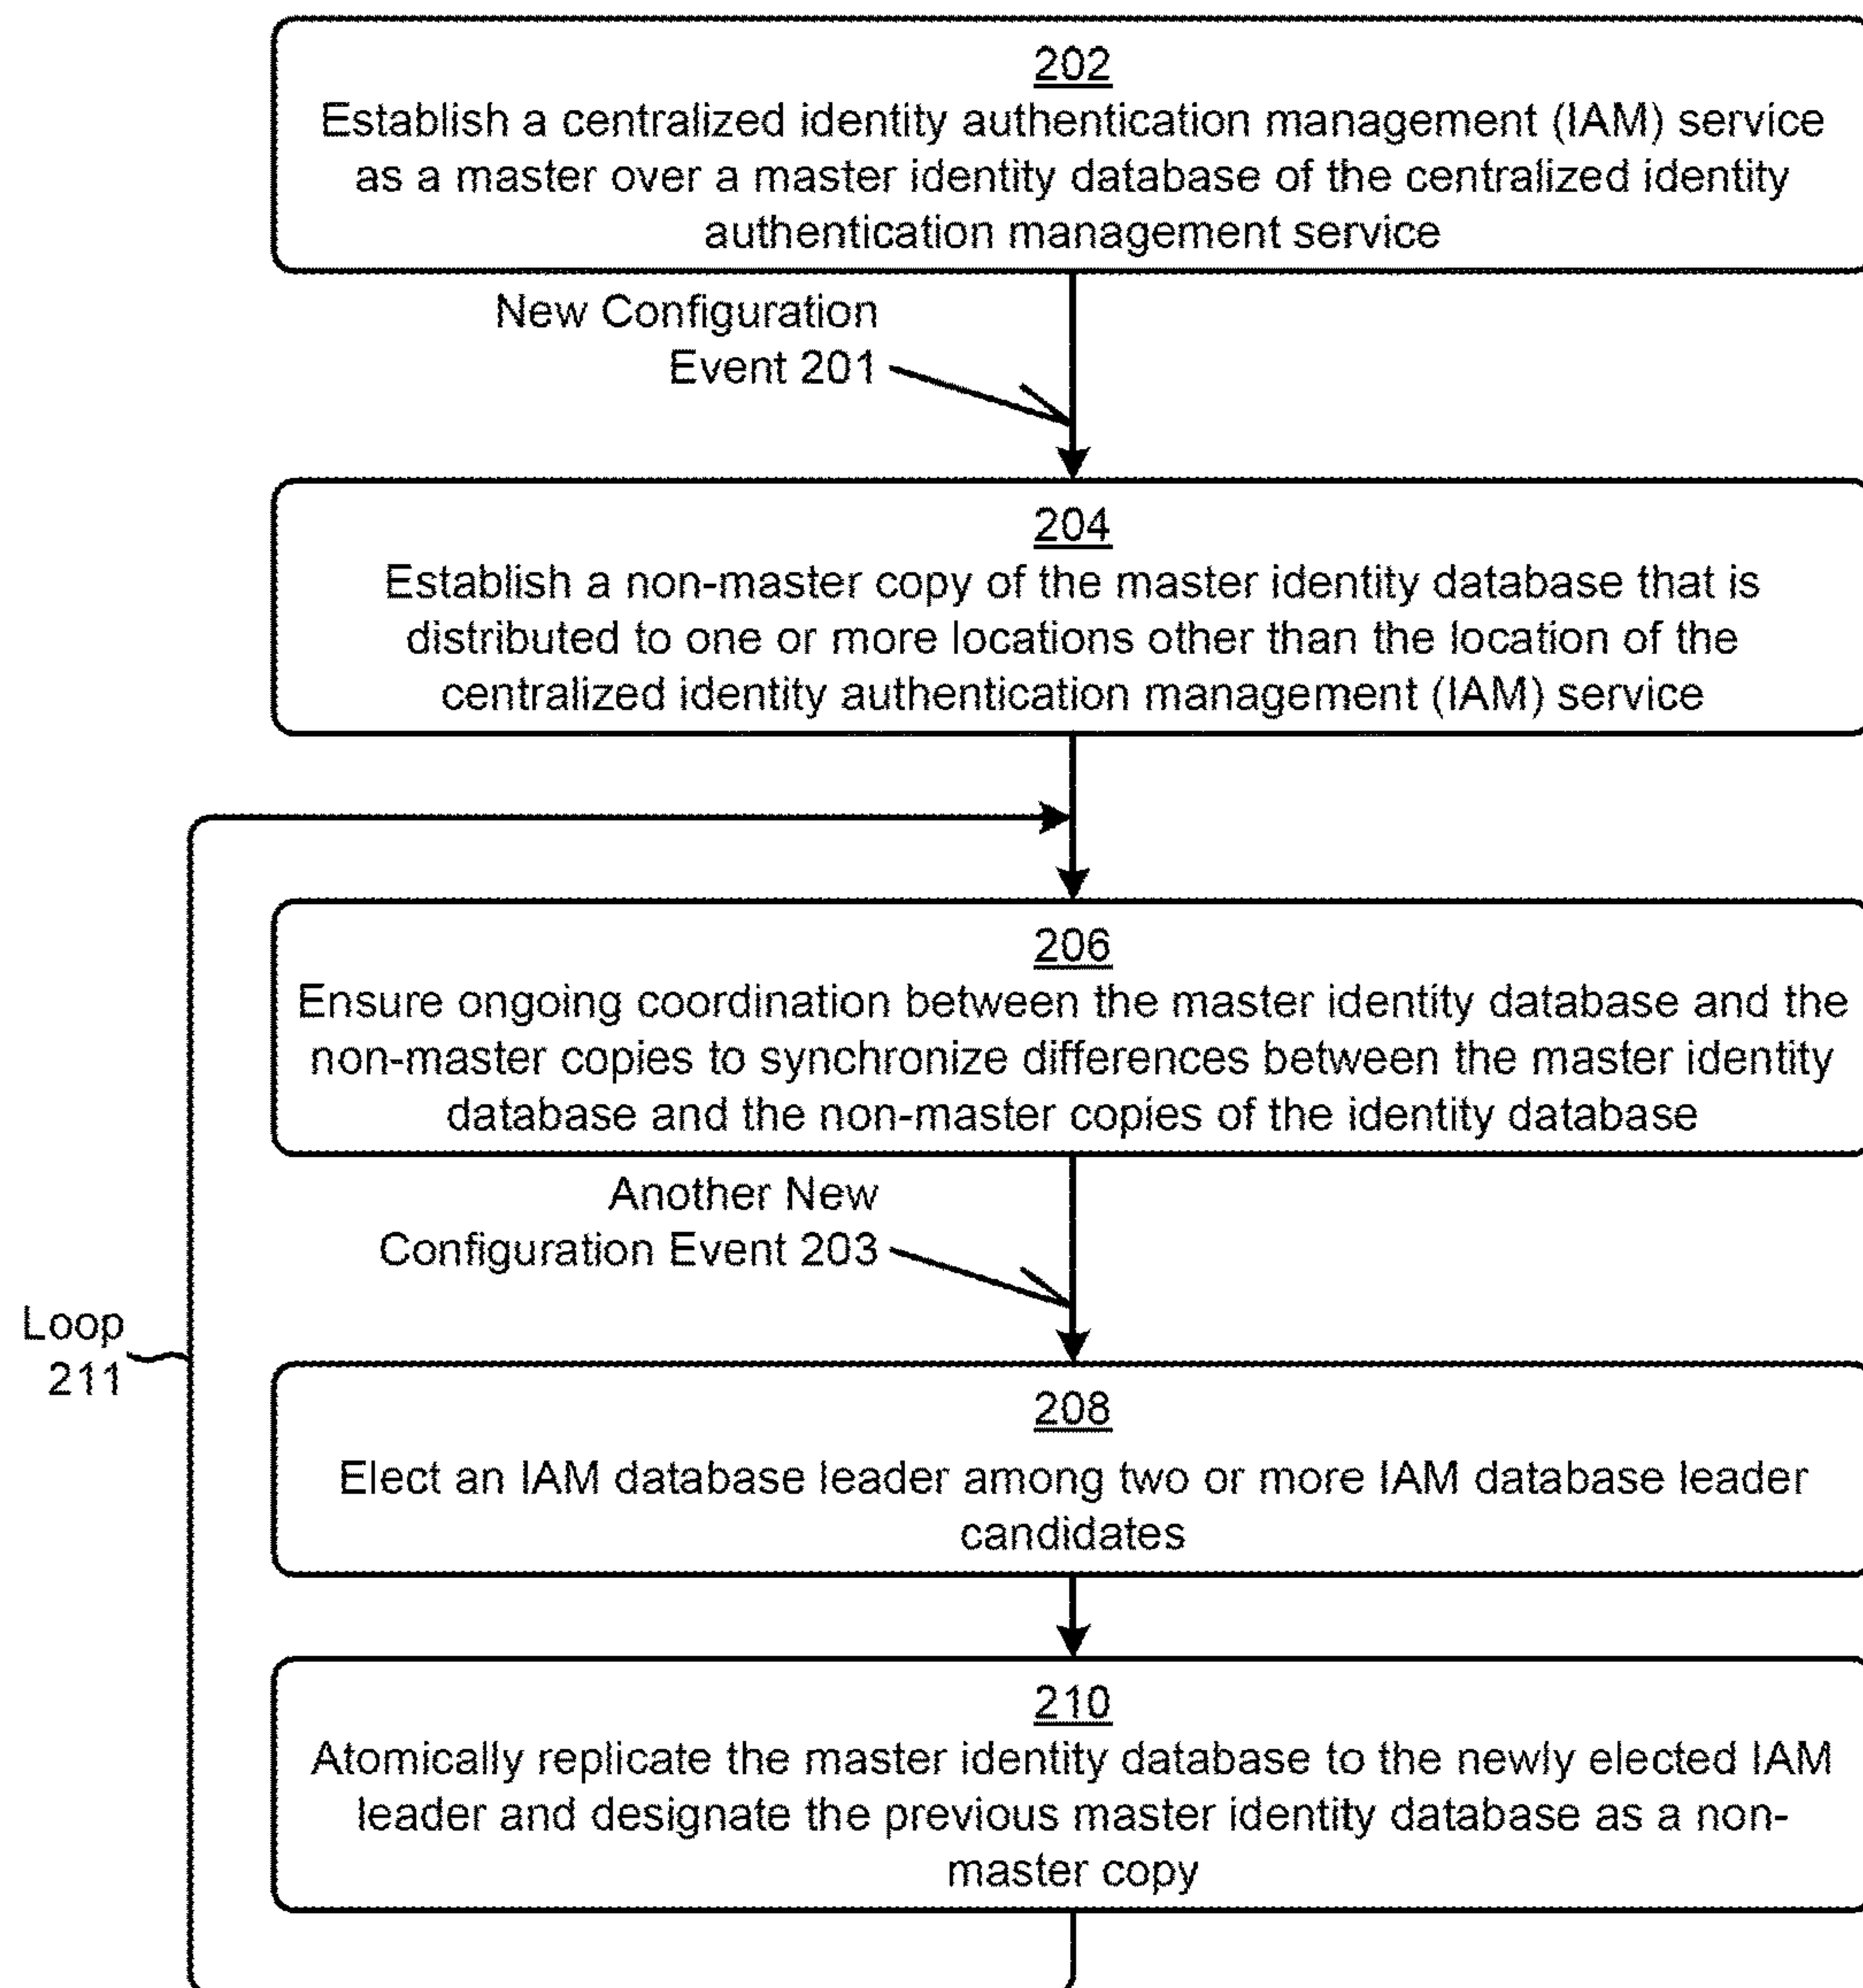 202
Establish a centralized identity authentication management (IAM) service
as a master over a master identity database of the centralized identity
authentication management service
New Configuration
Event 201
204
Establish a non-master copy of the master identity database that is
distributed to one or more locations other than the location of the
centralized identity authentication management (IAM) service
206
Ensure ongoing coordination between the master identity database and the
non-master copies to synchronize differences between the master identity
database and the non-master copies of the identity database
Another New
Configuration Event 203
Loop
211
208
Elect an IAM database leader among two or more IAM database leader
candidates
210
Atomically replicate the master identity database to the newly elected IAM
leader and designate the previous master identity database as a non-
master copy